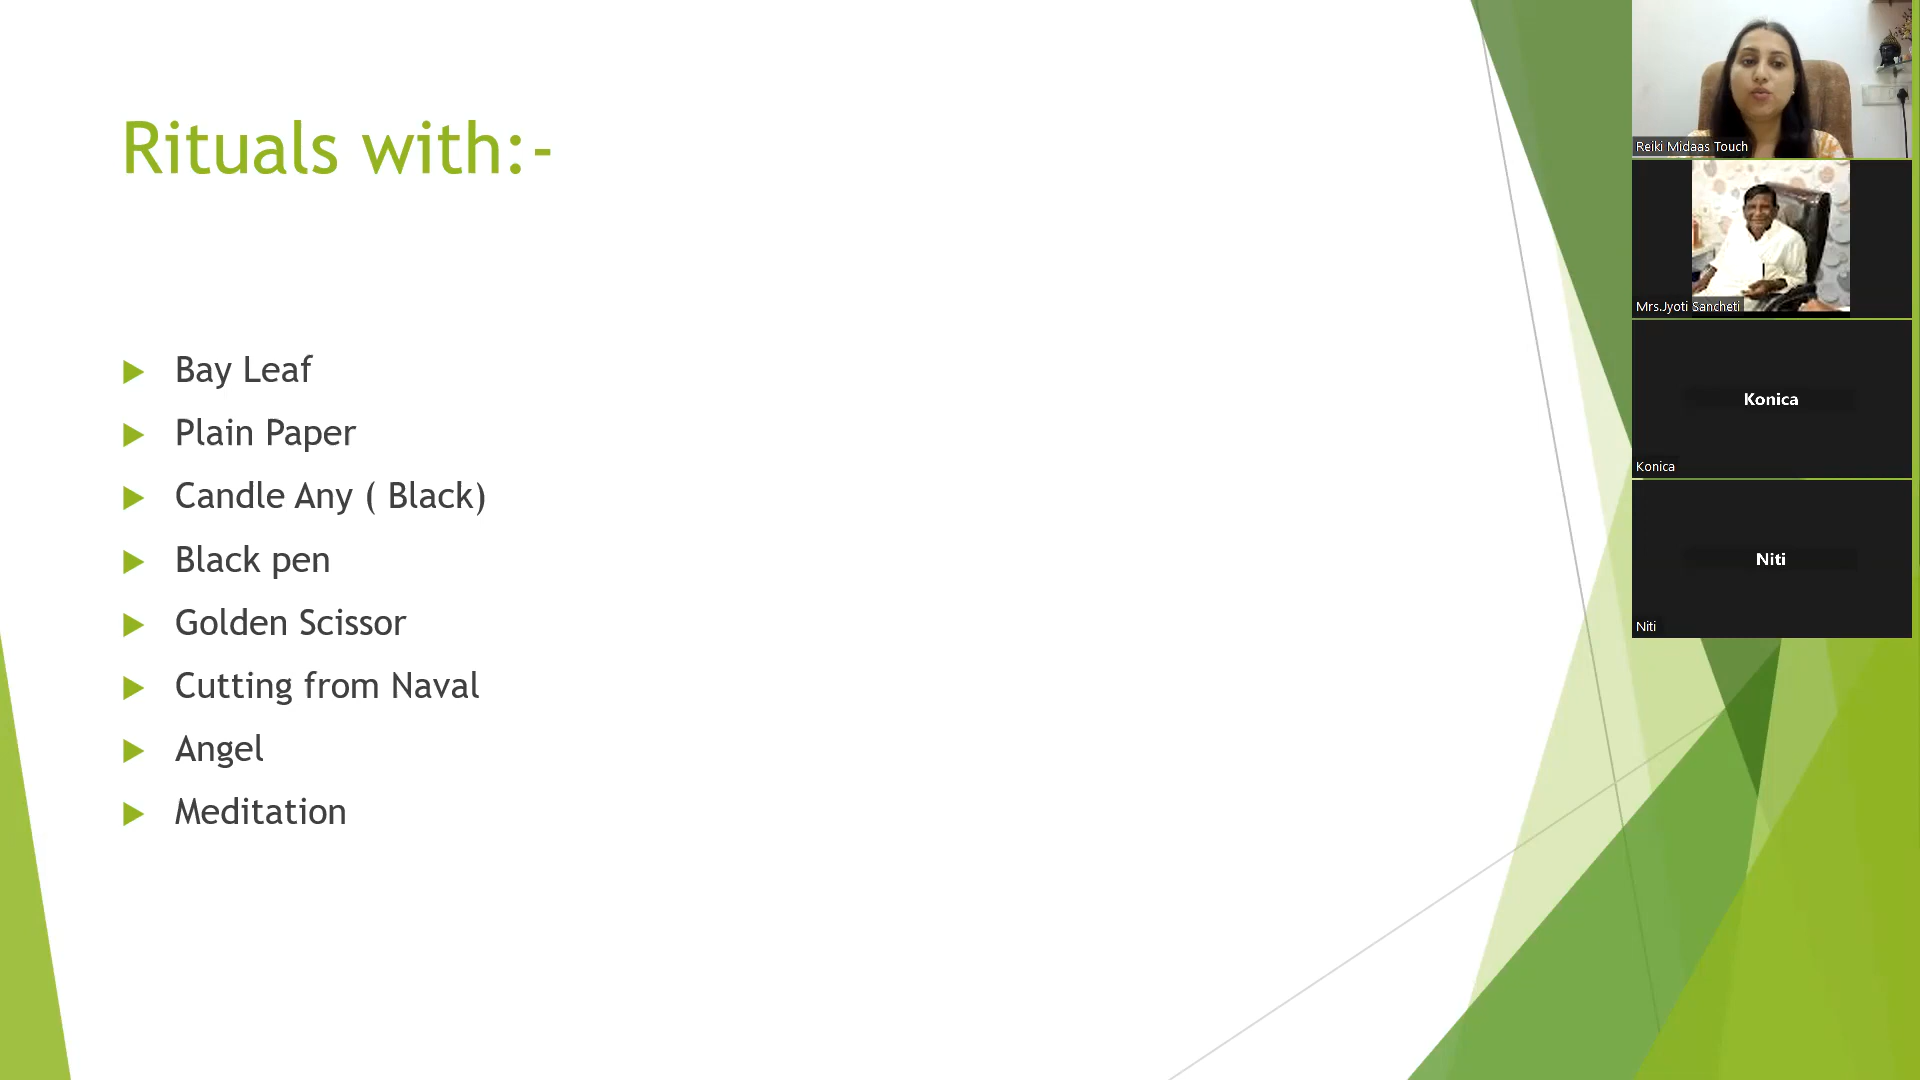 Rituals with:-
Bay Leaf
Plain Paper
Candle Any ( Black)
Black pen
Golden Scissor
Cutting from Naval
Angel
Meditation
Reiki Midaas Touch
Mrs.Jyoti Sancheti
Konica
Konica
Niti
Niti